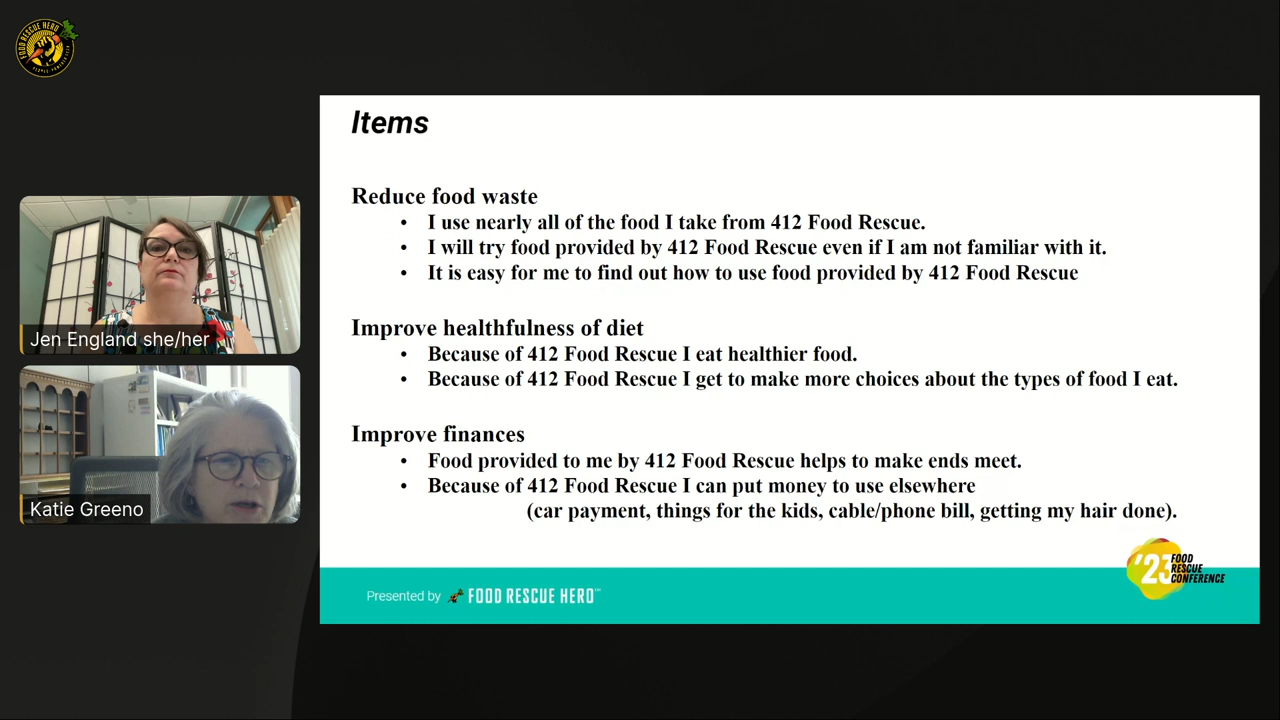 FOOD RESCUE HERO
PEOPLE POWERED TECH
Items
Reduce food waste
• I use nearly all of the food I take from 412 Food Rescue.
• I will try food provided by 412 Food Rescue even if I am not familiar with it.
• It is easy for me to find out how to use food provided by 412 Food Rescue
Improve healthfulness of diet
• Because of 412 Food Rescue I eat healthier food.
• Because of 412 Food Rescue I get to make more choices about the types of food I eat.
Improve finances
• Food provided to me by 412 Food Rescue helps to make ends meet.
• Because of 412 Food Rescue I can put money to use elsewhere
(car payment, things for the kids, cable/phone bill, getting my hair done).
Jen England she/her
Katie Greeno
'23 FOOD
RESCUE
CONFERENCE
Presented by FOOD RESCUE HERO™